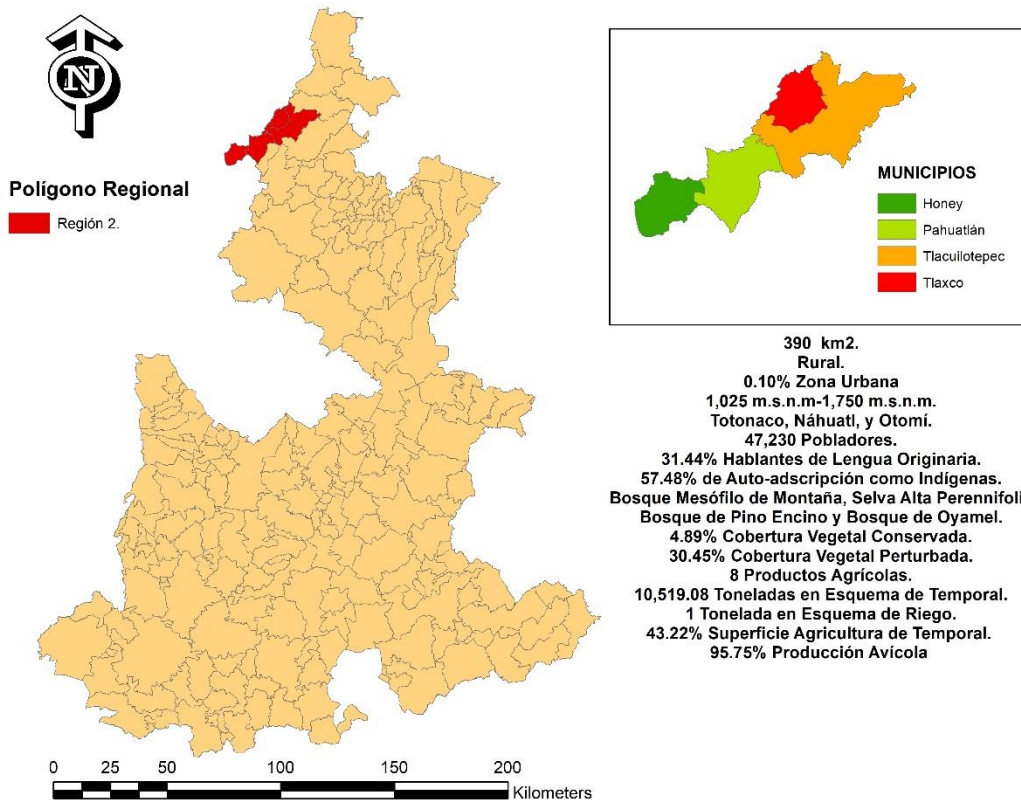 N
Polígono Regional
Región 2.
MUNICIPIOS
Honey
Pahuatlán
Tlacuilotepec
Tlaxco
390 km2.
Rural.
0.10% Zona Urbana
1,025 m.s.n.m-1,750 m.s.n.m.
Totonaco, Náhuatl, y Otomí.
47,230 Pobladores.
31.44% Hablantes de Lengua Originaria.
57.48% de Auto-adscripción como Indígenas.
Bosque Mesófilo de Montaña, Selva Alta Perennifoli
Bosque de Pino Encino y Bosque de Oyamel.
4.89% Cobertura Vegetal Conservada.
30.45% Cobertura Vegetal Perturbada.
8 Productos Agrícolas.
10,519.08 Toneladas en Esquema de Temporal.
1 Tonelada en Esquema de Riego.
43.22% Superficie Agricultura de Temporal.
95.75% Producción Avícola
0 25 50 100 150 200
Kilometers